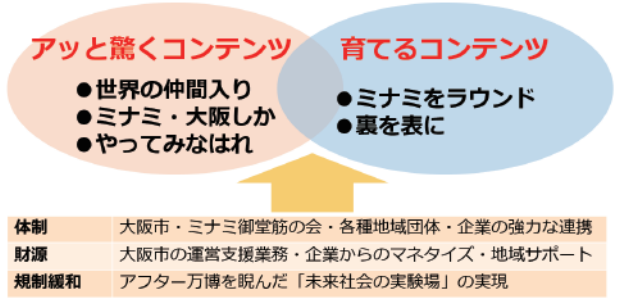 アッと驚くコンテンツ
●世界の仲間入り
●ミナミ・大阪しか
●やってみなはれ
育てるコンテンツ
●ミナミをラウンド
●裏を表に
体制 大阪市・ミナミ御堂筋の会・各種地域団体・企業の強力な連携
財源 大阪市の運営支援業務・企業からのマネタイズ・地域サポート
規制緩和 アフター万博を睨んだ「未来社会の実験場」の実現